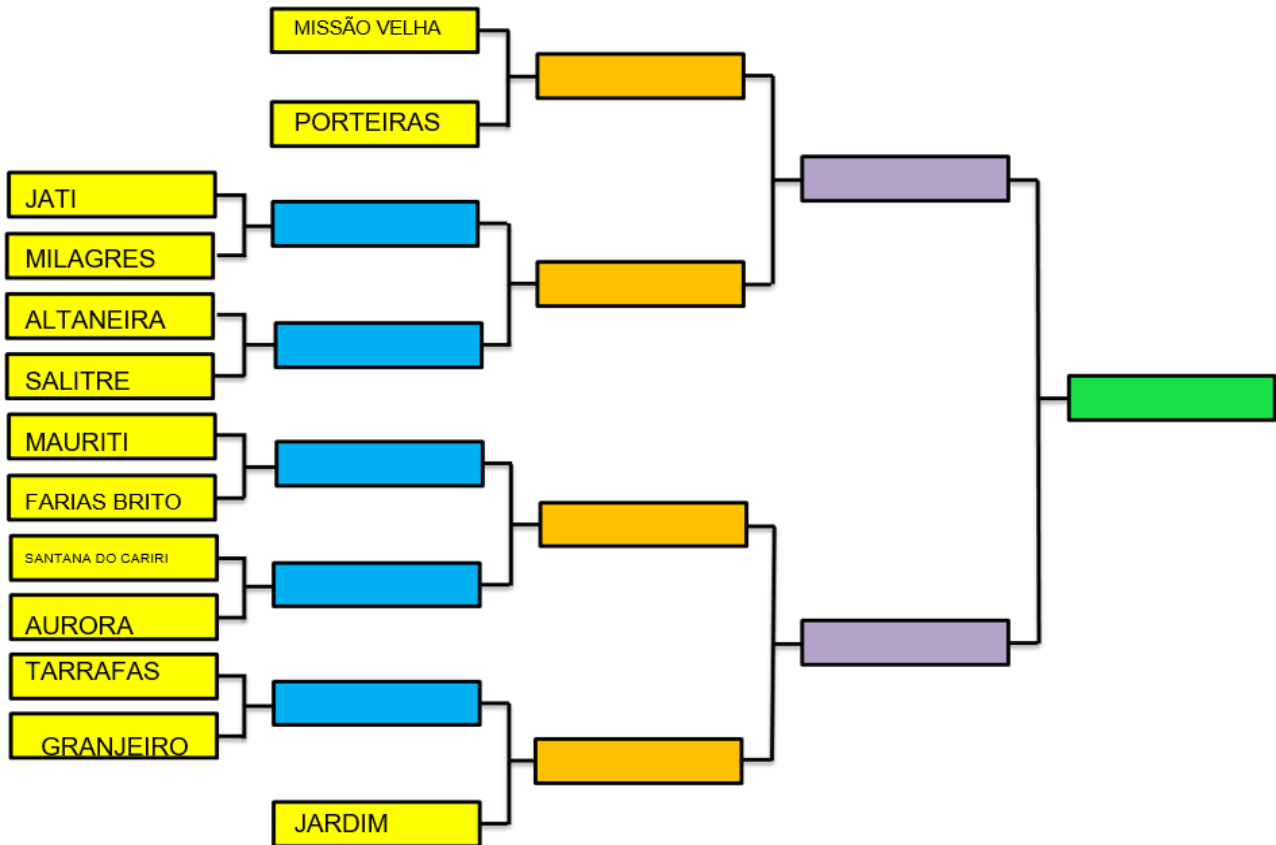 MISSÃO VELHA
PORTEIRAS
JATI
MILAGRES
ALTANEIRA
SALITRE
MAURITI
FARIAS BRITO
SANTANA DO CARIRI
AURORA
TARRAFAS
GRANJEIRO
JARDIM